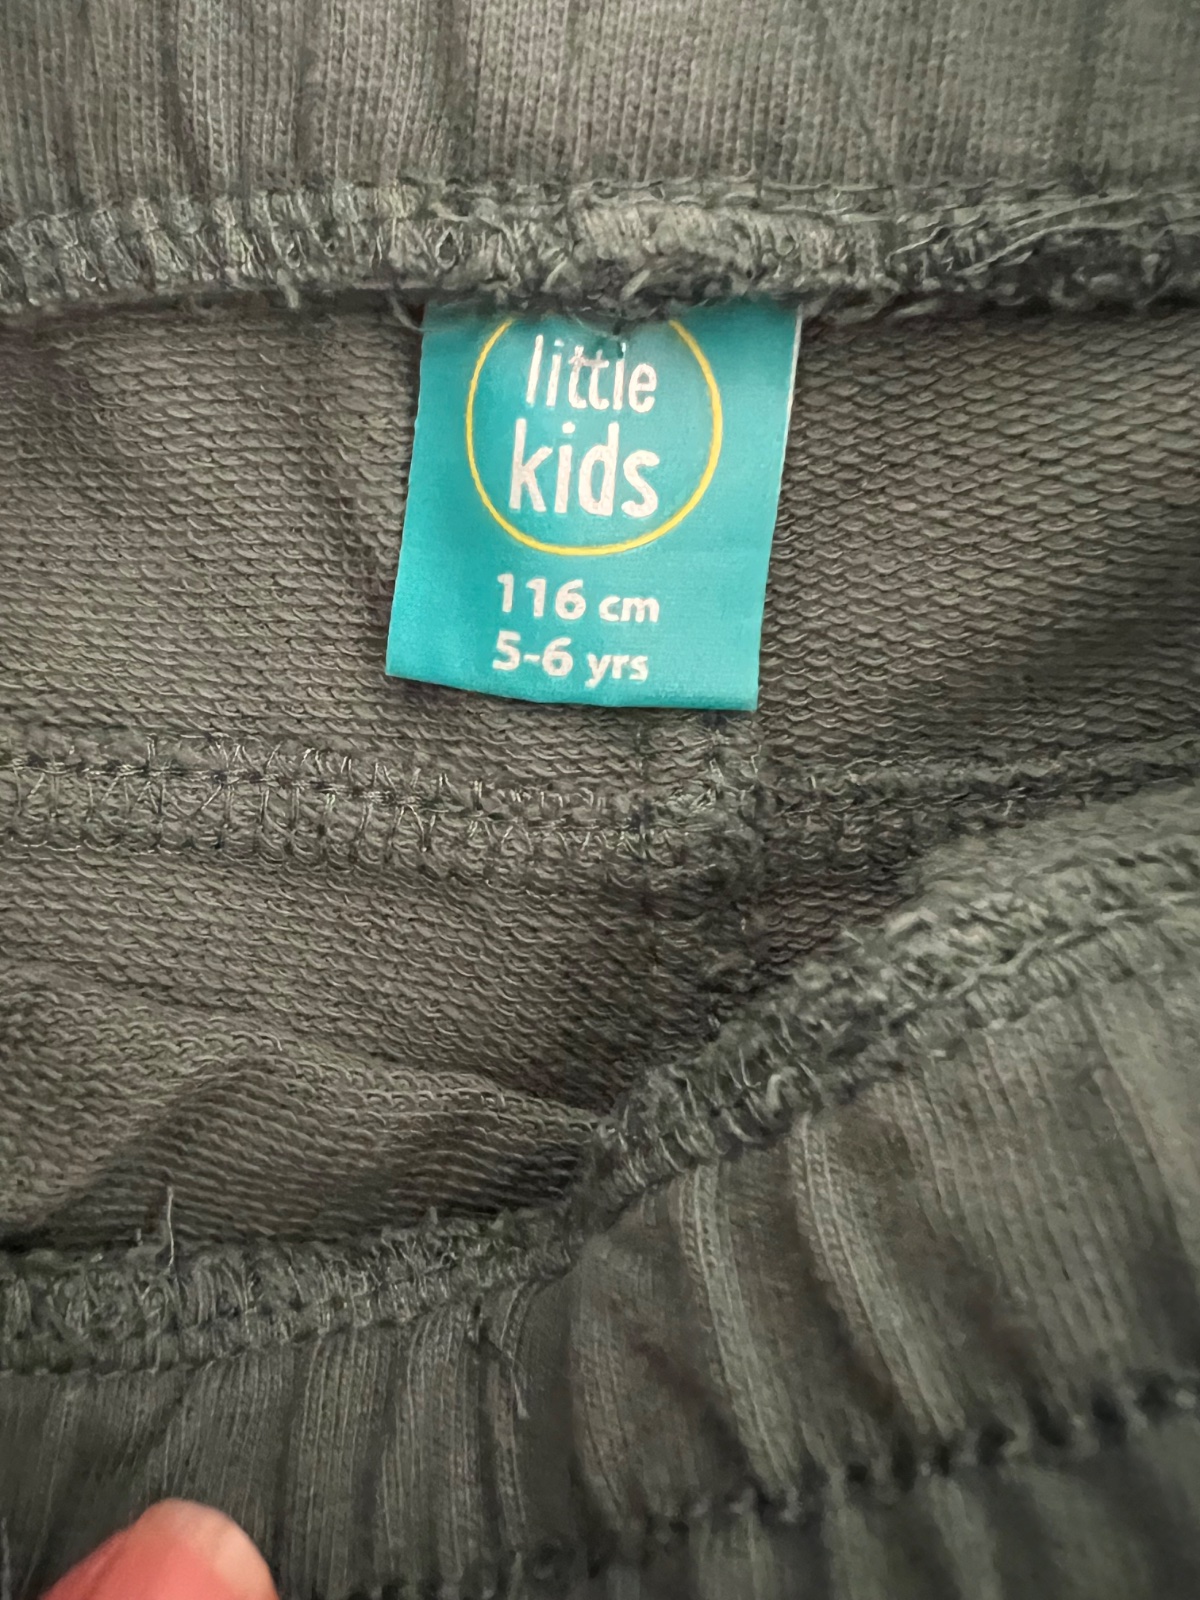 little
kids
116 cm
5-6 yrs